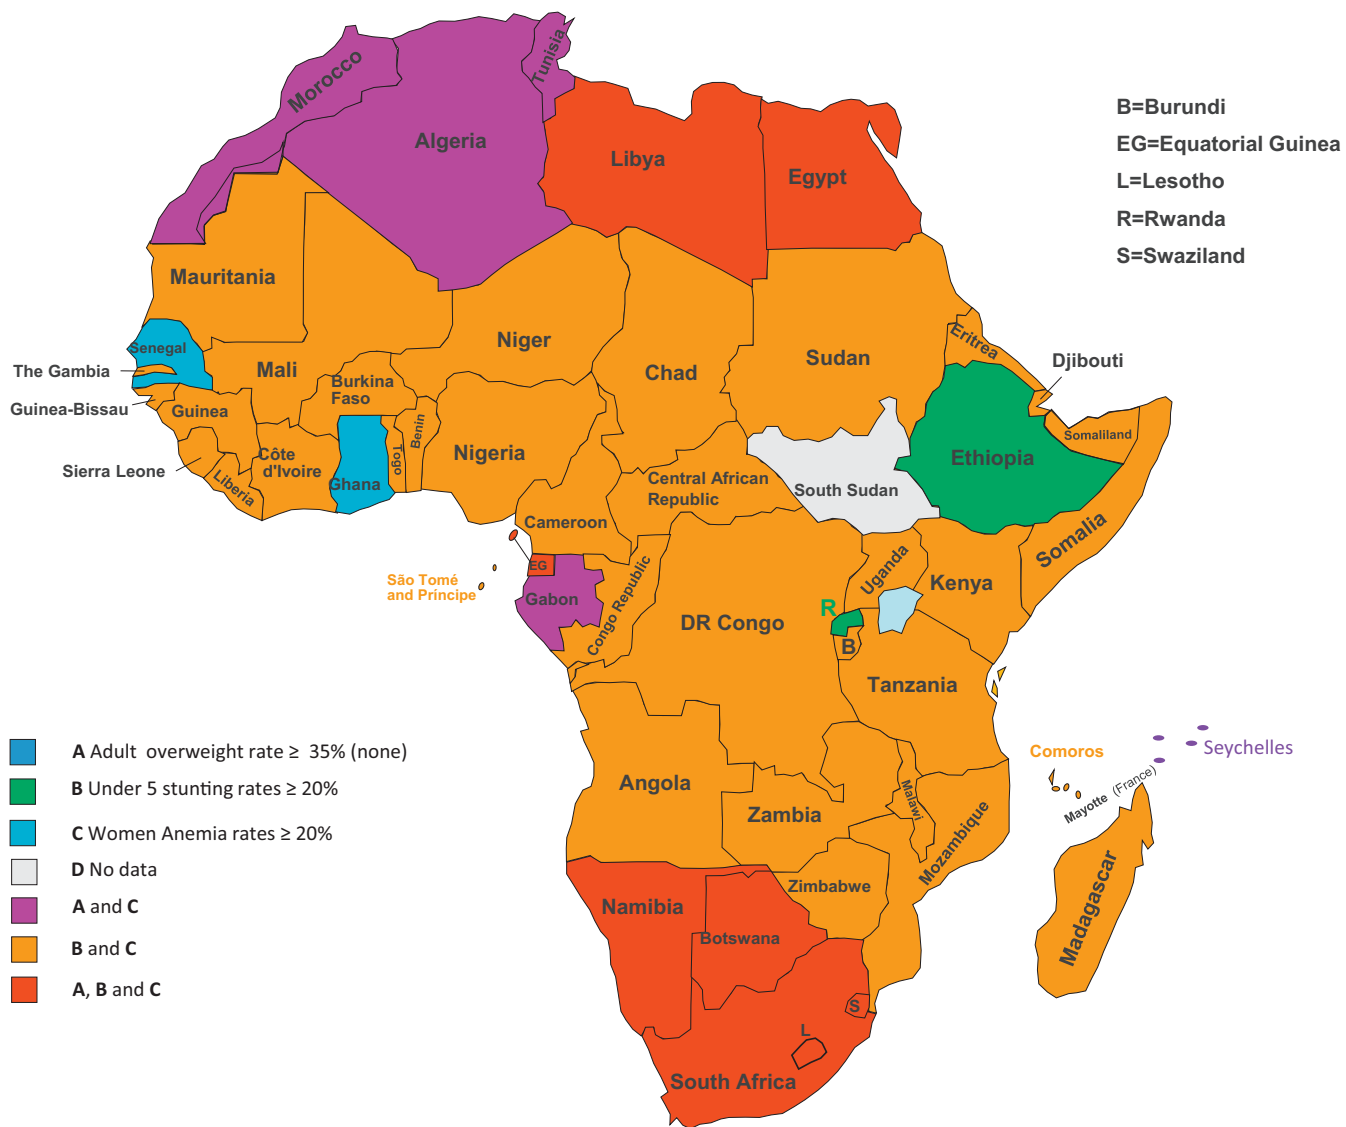 Morocco
Tunisia
Algeria
Libya
Egypt
B=Burundi
EG=Equatorial Guinea
L=Lesotho
R=Rwanda
S=Swaziland
Mauritania
Senegal
The Gambia
Guinea-Bissau
Mali
Niger
Chad
Sudan
Eritrea
Djibouti
Burkina
Faso
Guinea
Sierra Leone
Liberia
Côte
d'Ivoire
Ghana
Togo
Benin
Nigeria
Central African
Republic
South Sudan
Ethiopia
Somaliland
Somalia
Cameroon
EG
São Tomé
and Principe
Gabon
Congo Republic
DR Congo
Uganda
Kenya
R
B
Tanzania
Seychelles
Comoros
Mayotte (France)
Angola
Zambia
Malawi
Mozambique
Madagascar
Zimbabwe
Namibia
Botswana
S
L
South Africa
A Adult overweight rate ≥ 35% (none)
B Under 5 stunting rates ≥ 20%
C Women Anemia rates ≥ 20%
D No data
A and C
B and C
A, B and C